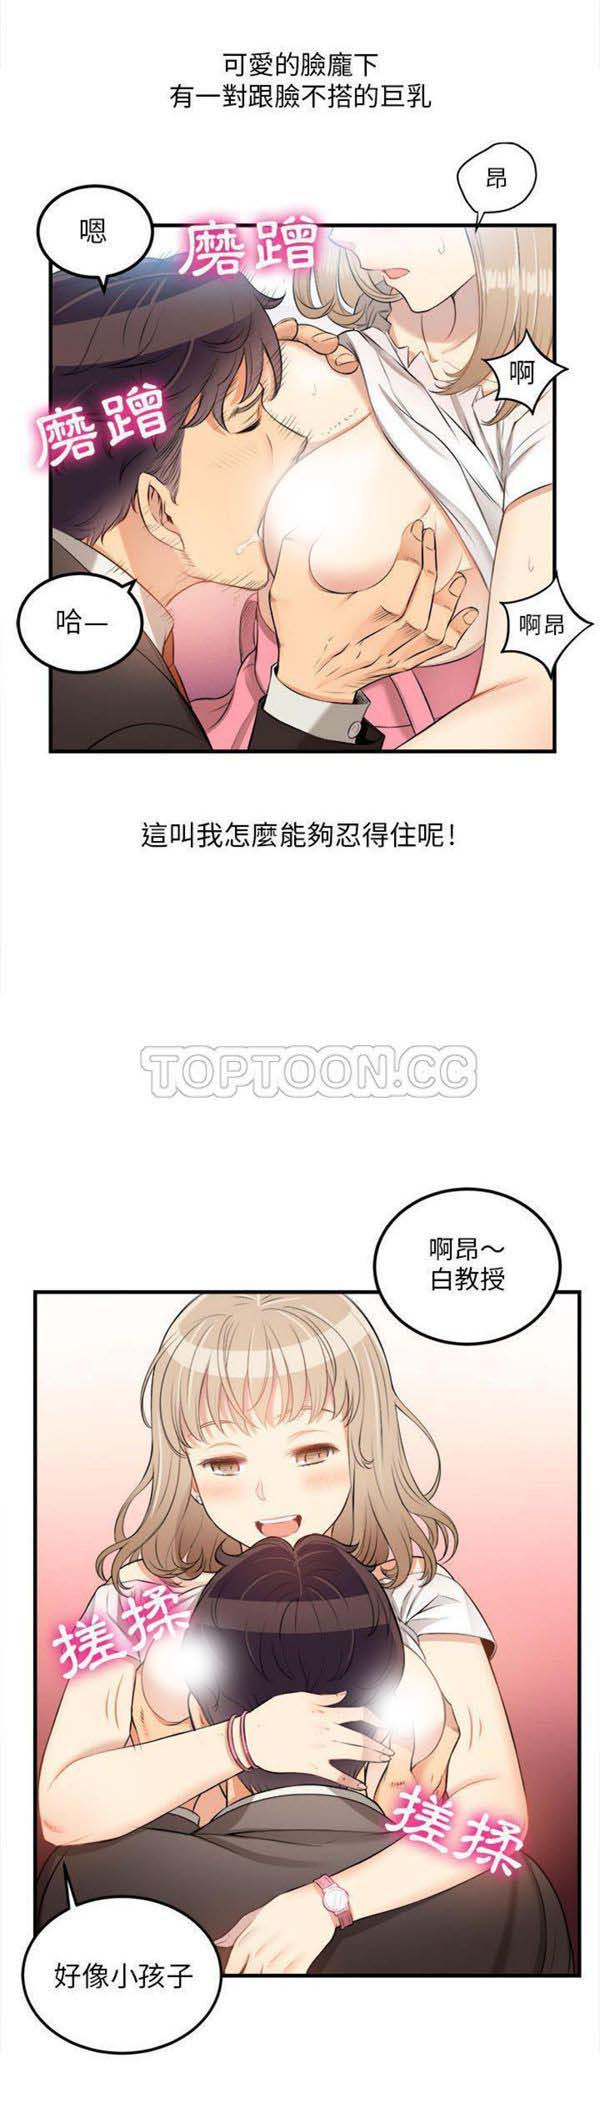 可愛的臉龐下
有一對跟臉不搭的巨乳
昂
嗯
磨蹭
啊
磨蹭
哈—
啊昂
這叫我怎麼能夠忍得住呢!
TOPTOON.CC
啊昂～
白教授
搓揉
搓揉
好像小孩子